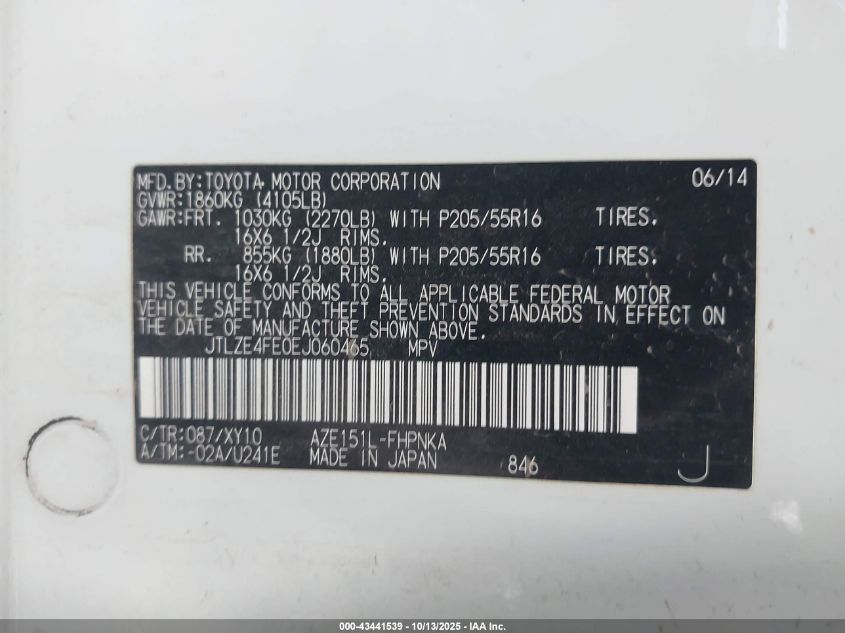 MFD. BY: TOYOTA MOTOR CORPORATION 06/14
GVWR: 1860KG (4105LB)
GAWR: FRT. 1030KG (2270LB) WITH P205/55R16 TIRES.
16X6 1/2J RIMS.
RR. 855KG (1880LB) WITH P205/55R16 TIRES.
16X6 1/2J RIMS.
THIS VEHICLE CONFORMS TO ALL APPLICABLE FEDERAL MOTOR
VEHICLE SAFETY AND THEFT PREVENTION STANDARDS IN EFFECT ON
THE DATE OF MANUFACTURE SHOWN ABOVE.
JTLZE4FE0EJ060465 MPV
C/TR: 087/XY10 AZE151L-FHPNKA
A/TM: -02A/U241E MADE IN JAPAN 846 J
000-43441539 - 10/13/2025 - IAA Inc.